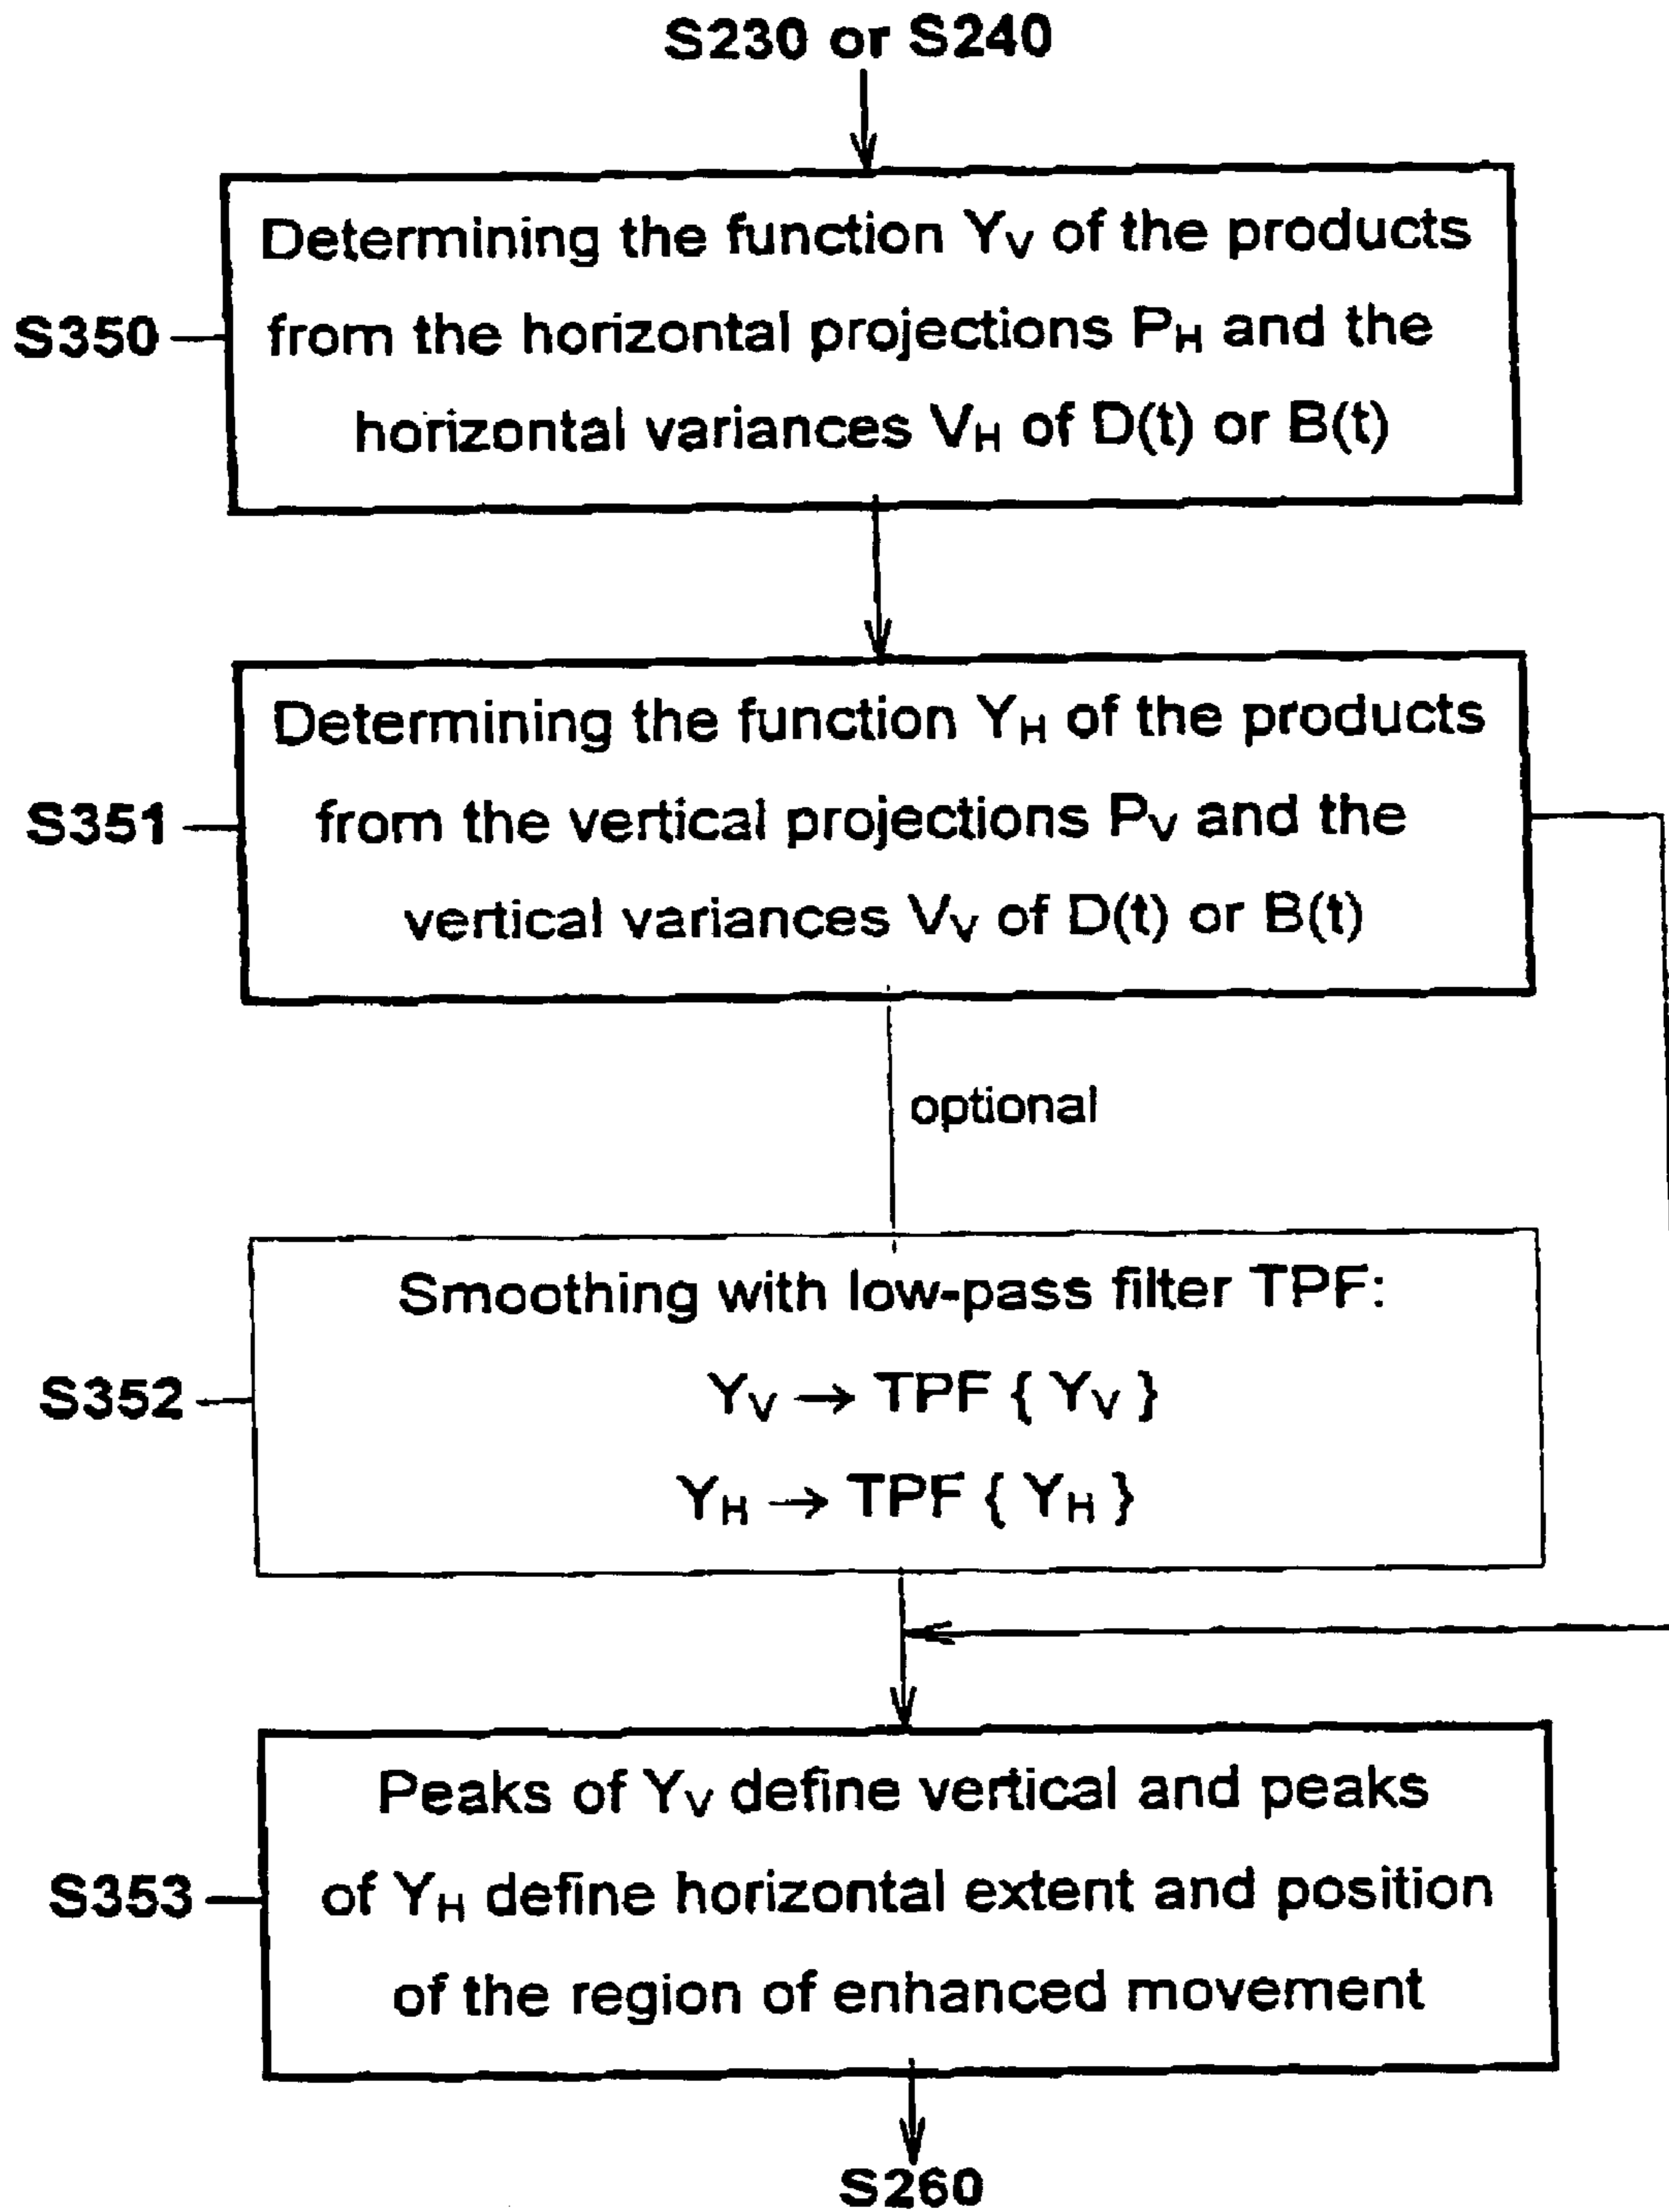 S230 or S240
Determining the function Yv of the products
from the horizontal projections PH and the
S350
horizontal variances VH of D(t) or B(t)
Determining the function YH of the products
from the vertical projections Pv and the
S351
vertical variances Vv of D(t) or B(t)
optional
Smoothing with low-pass filter TPF:
Yv → TPF { Yv }
S352
YH → TPF { YH }
Peaks of Yv define vertical and peaks
of YH define horizontal extent and position
S353
of the region of enhanced movement
S260